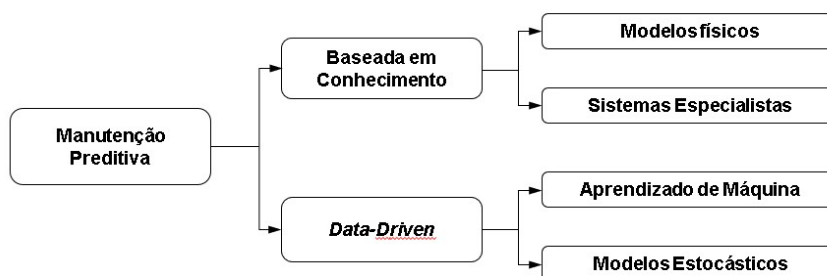 Manutenção
Preditiva
Baseada em
Conhecimento
Modelos físicos
Sistemas Especialistas
Data-Driven
Aprendizado de Máquina
Modelos Estocásticos